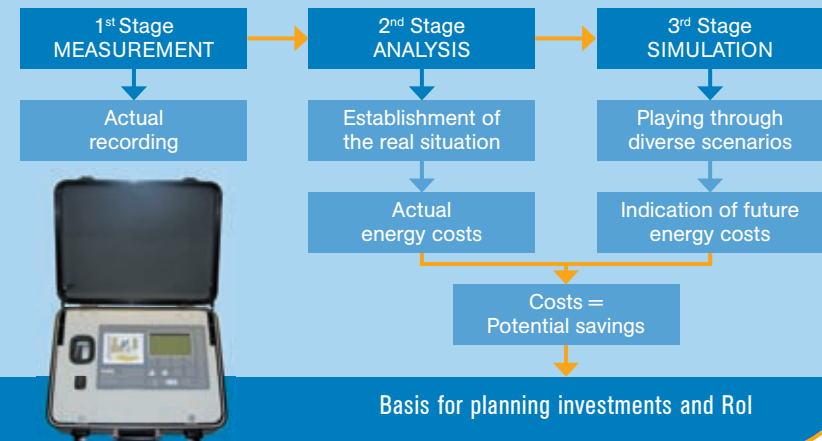 1st Stage
MEASUREMENT
2nd Stage
ANALYSIS
3rd Stage
SIMULATION
Actual
recording
Establishment of
the real situation
Playing through
diverse scenarios
Actual
energy costs
Indication of future
energy costs
Costs =
Potential savings
Basis for planning investments and RoI